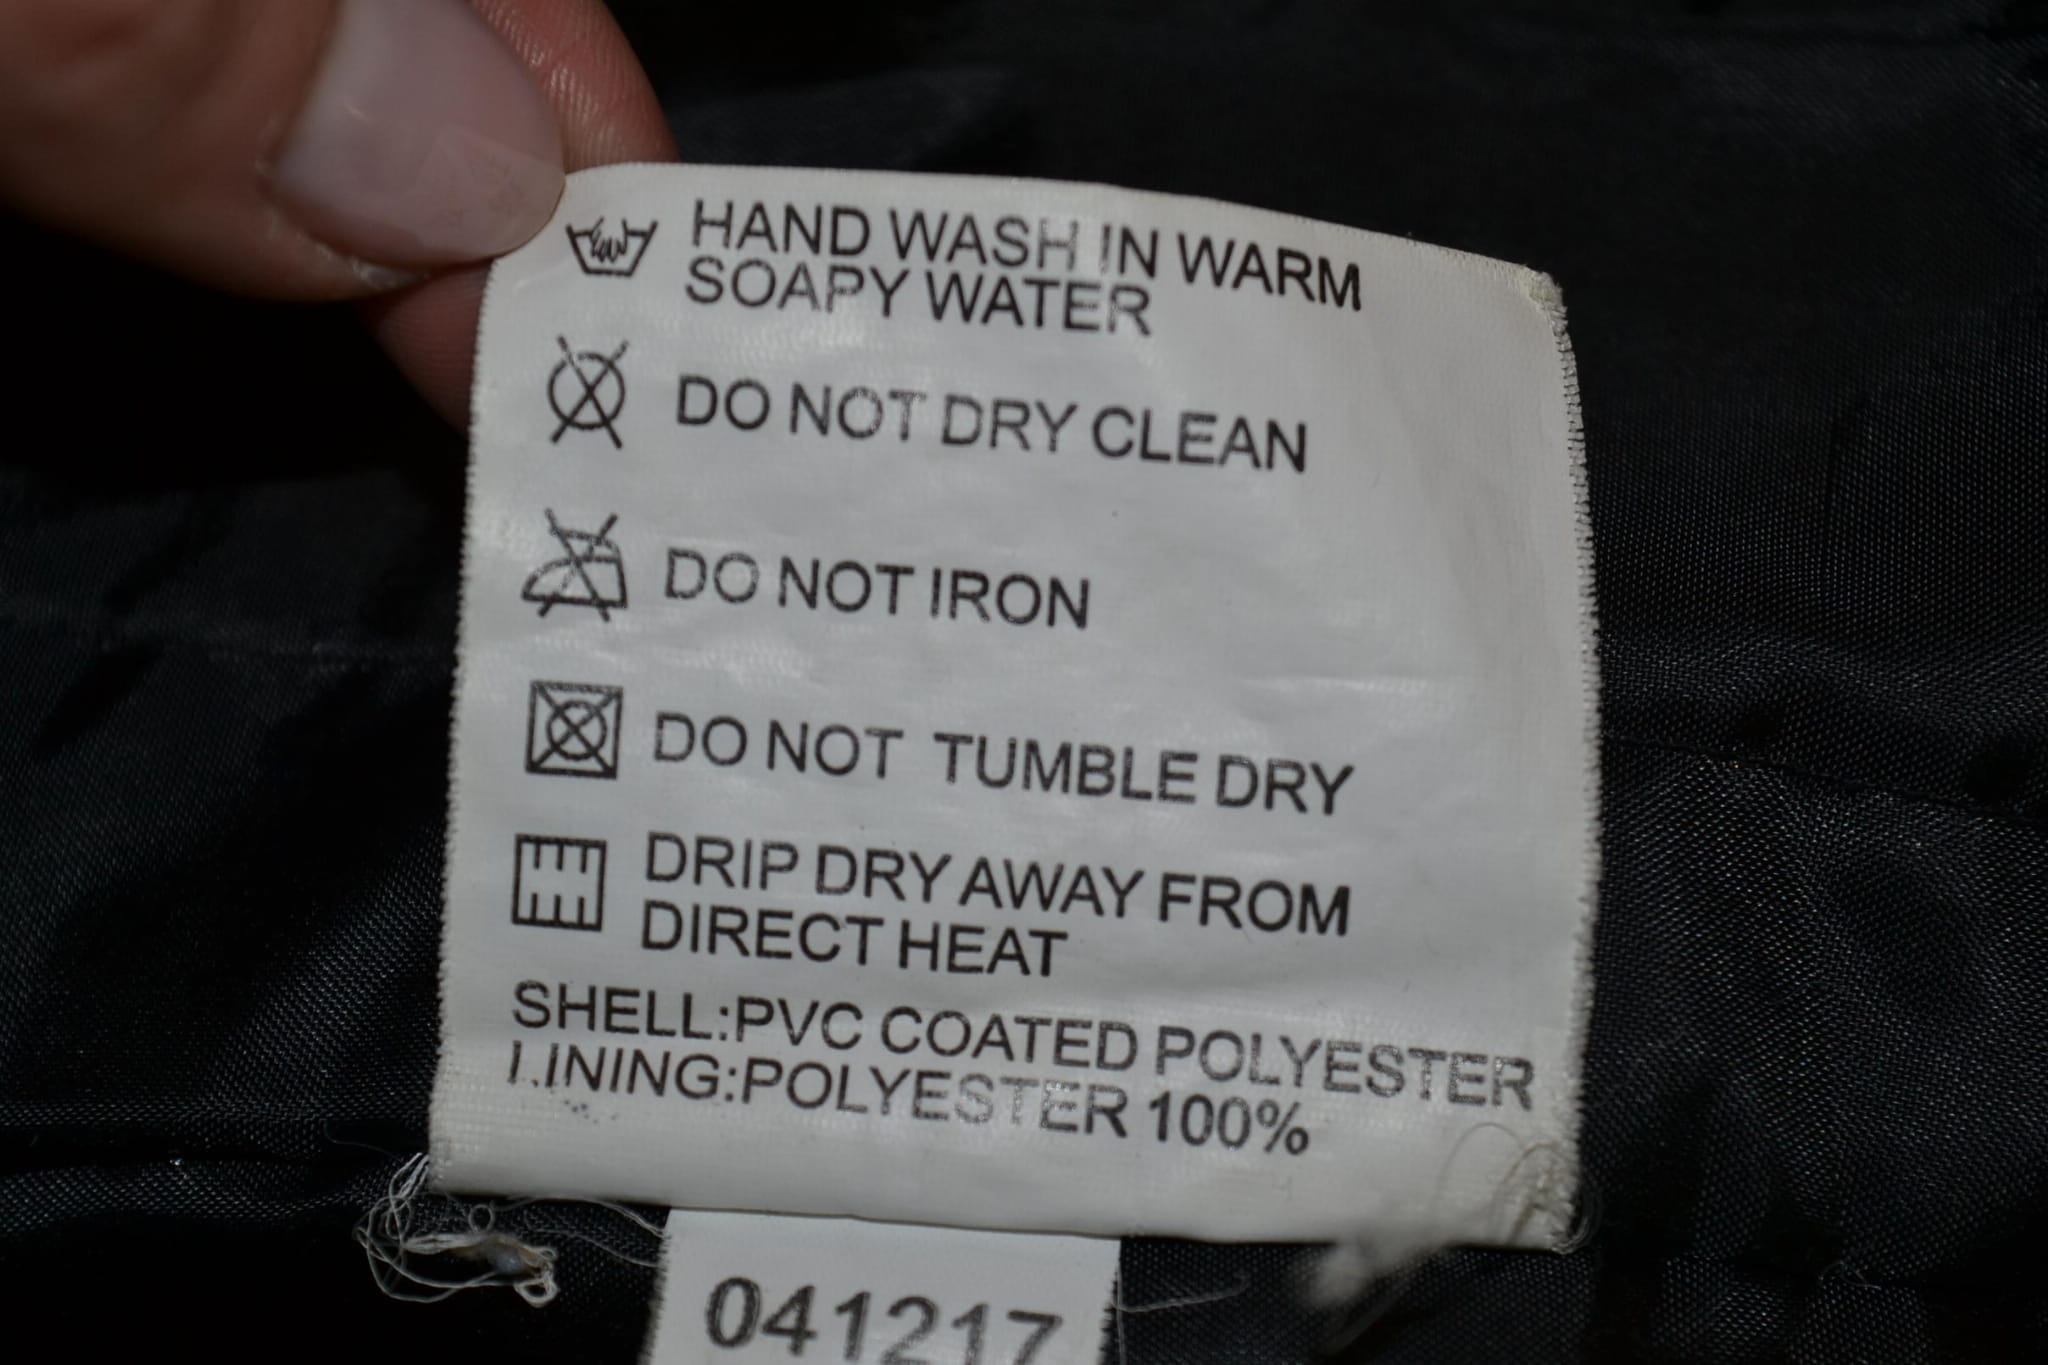 HAND WASH IN WARM
SOAPY WATER
DO NOT DRY CLEAN
DO NOT IRON
DO NOT TUMBLE DRY
DRIP DRY AWAY FROM
DIRECT HEAT
SHELL:PVC COATED POLYESTER
LINING:POLYESTER 100%
041217